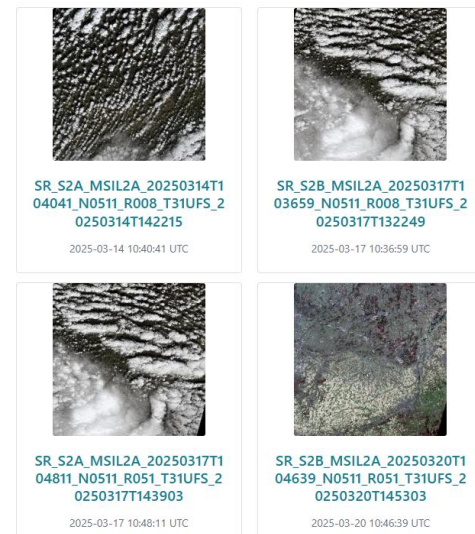 SR_S2A_MSIL2A_20250314T1
04041_N0511_R008_T31UFS_2
0250314T142215
2025-03-14 10:40:41 UTC
SR_S2B_MSIL2A_20250317T1
03659_N0511_R008_T31UFS_2
0250317T132249
2025-03-17 10:36:59 UTC
SR_S2A_MSIL2A_20250317T1
04811_N0511_R051_T31UFS_2
0250317T143903
2025-03-17 10:48:11 UTC
SR_S2B_MSIL2A_20250320T1
04639_N0511_R051_T31UFS_2
0250320T145303
2025-03-20 10:46:39 UTC